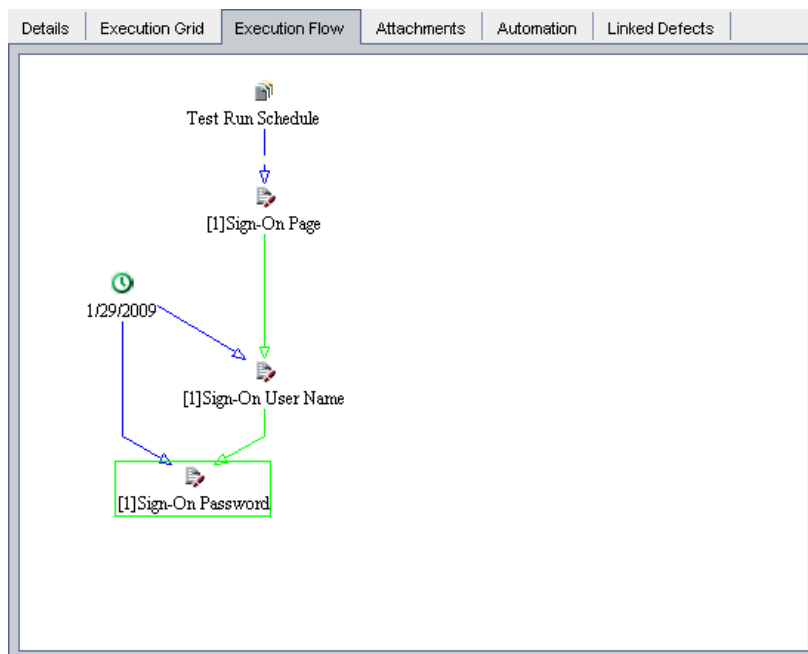 Details Execution Grid Execution Flow Attachments Automation Linked Defects
Test Run Schedule
[1]Sign-On Page
1/29/2009
[1]Sign-On User Name
[1]Sign-On Password